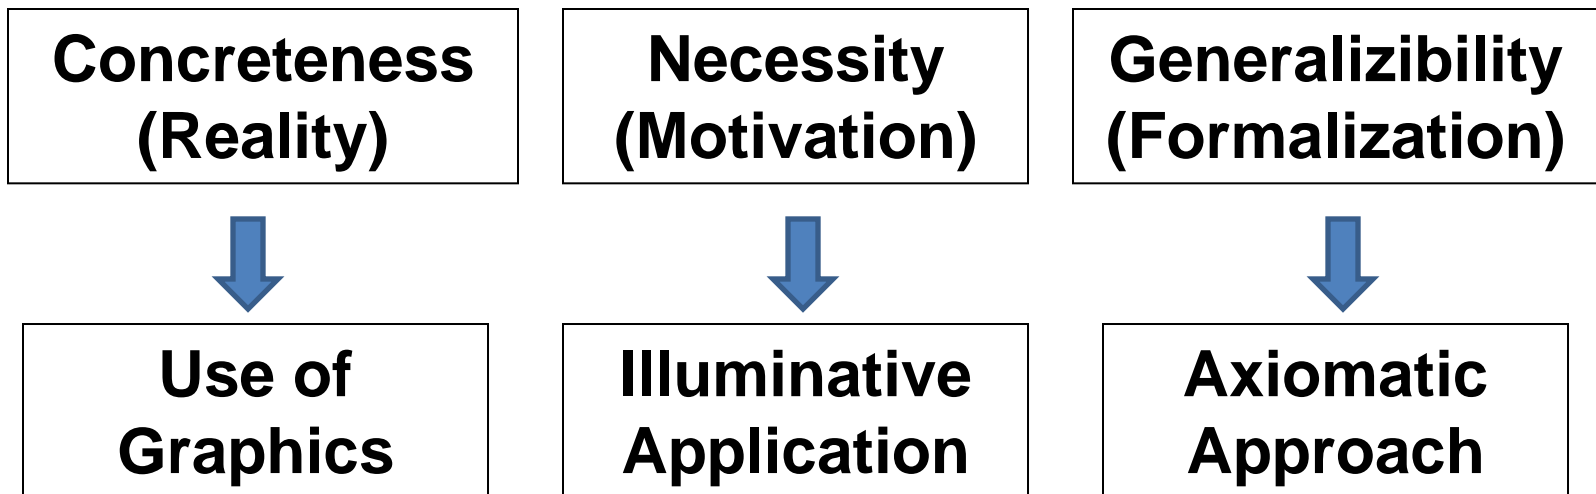 Concreteness
(Reality)
Necessity
(Motivation)
Generalizibility
(Formalization)
Use of
Graphics
Illuminative
Application
Axiomatic
Approach